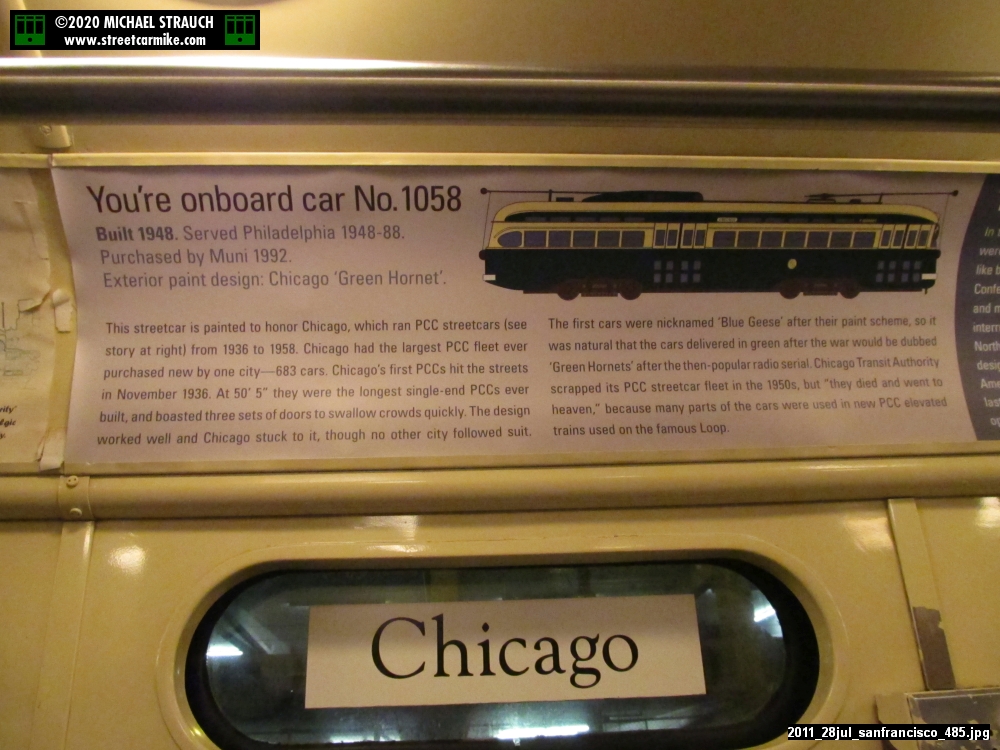 ©2020 MICHAEL STRAUCH
www.streetcarmike.com
You're onboard car No. 1058
Built 1948. Served Philadelphia 1948-88.
Purchased by Muni 1992.
Exterior paint design: Chicago 'Green Hornet'.
This streetcar is painted to honor Chicago, which ran PCC streetcars (see
story at right) from 1936 to 1958. Chicago had the largest PCC fleet ever
purchased new by one city—683 cars. Chicago's first PCCs hit the streets
in November 1936. At 50' 5" they were the longest single-end PCCs ever
built, and boasted three sets of doors to swallow crowds quickly. The design
worked well and Chicago stuck to it, though no other city followed suit.
The first cars were nicknamed 'Blue Geese' after their paint scheme, so it
was natural that the cars delivered in green after the war would be dubbed
'Green Hornets' after the then-popular radio serial. Chicago Transit Authority
scrapped its PCC streetcar fleet in the 1950s, but "they died and went to
heaven," because many parts of the cars were used in new PCC elevated
trains used on the famous Loop.
In
like
and
Chicago
2011_28jul_sanfrancisco_485.jpg